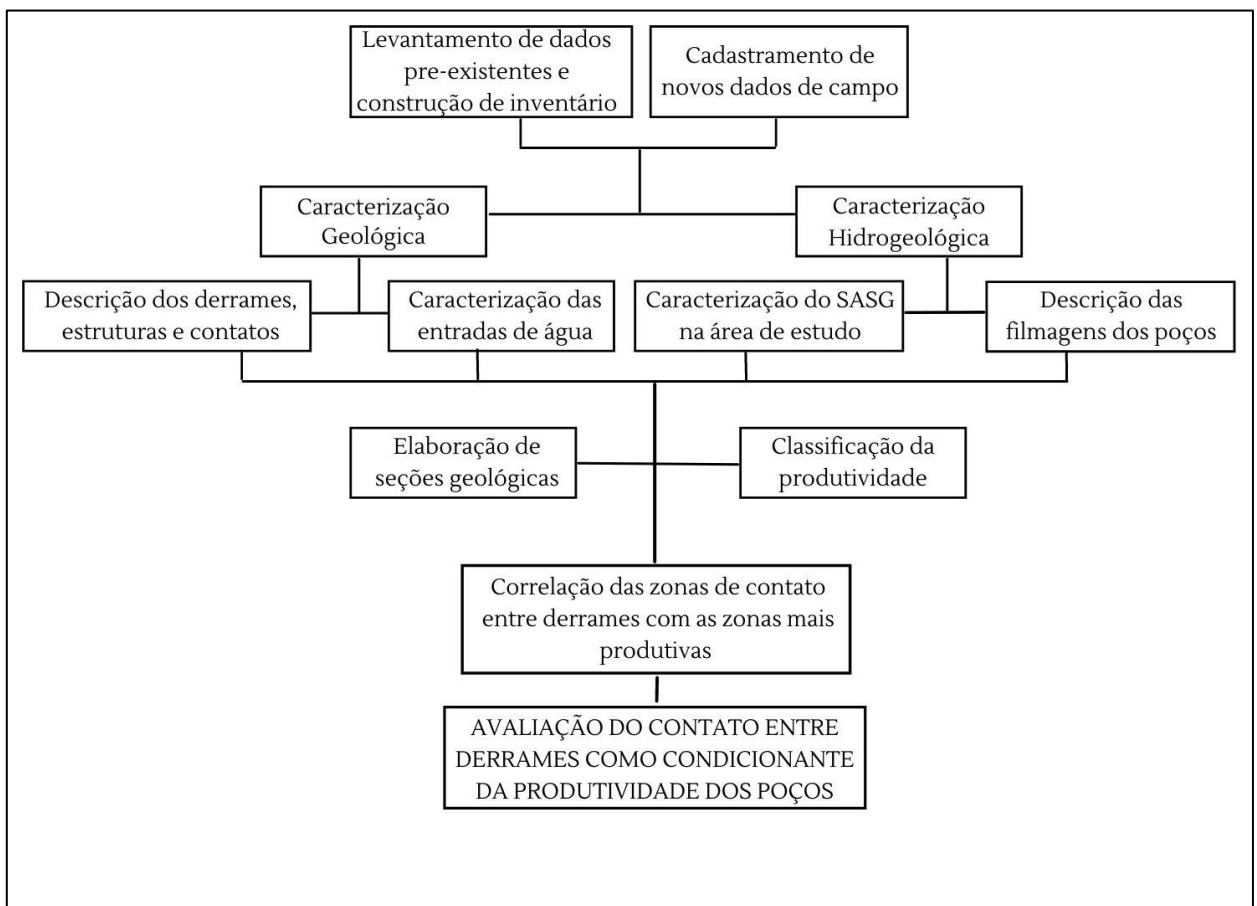 Levantamento de dados
pre-existentes e
construção de inventário
Cadastramento de
novos dados de campo
Caracterização
Geológica
Caracterização
Hidrogeológica
Descrição dos derrames,
estruturas e contatos
Caracterização das
entradas de água
Caracterização do SASG
na área de estudo
Descrição das
filmagens dos poços
Elaboração de
seções geológicas
Classificação da
produtividade
Correlação das zonas de contato
entre derrames com as zonas mais
produtivas
AVALIAÇÃO DO CONTATO ENTRE
DERRAMES COMO CONDICIONANTE
DA PRODUTIVIDADE DOS POÇOS